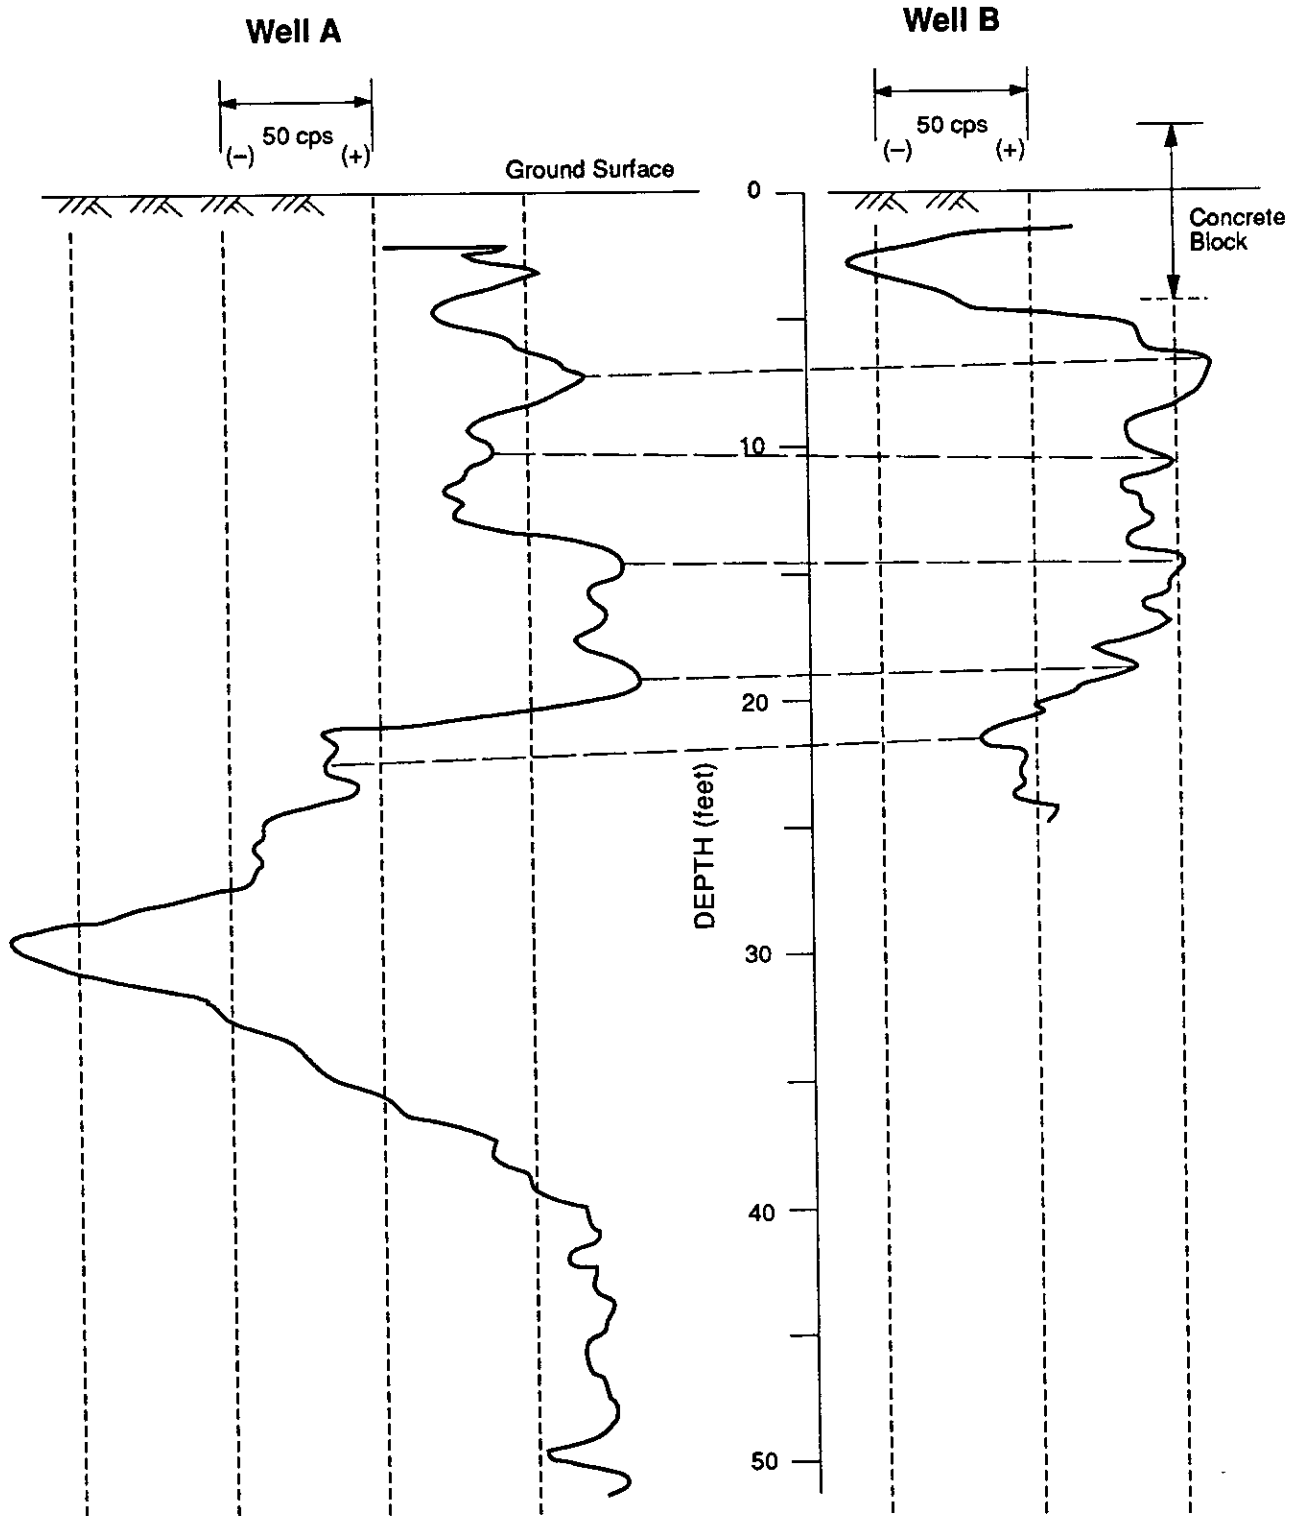 Well A
Well B
50 cps
(–)
(+)
50 cps
(–)
(+)
Ground Surface
Concrete
Block
0
10
20
30
40
50
DEPTH (feet)